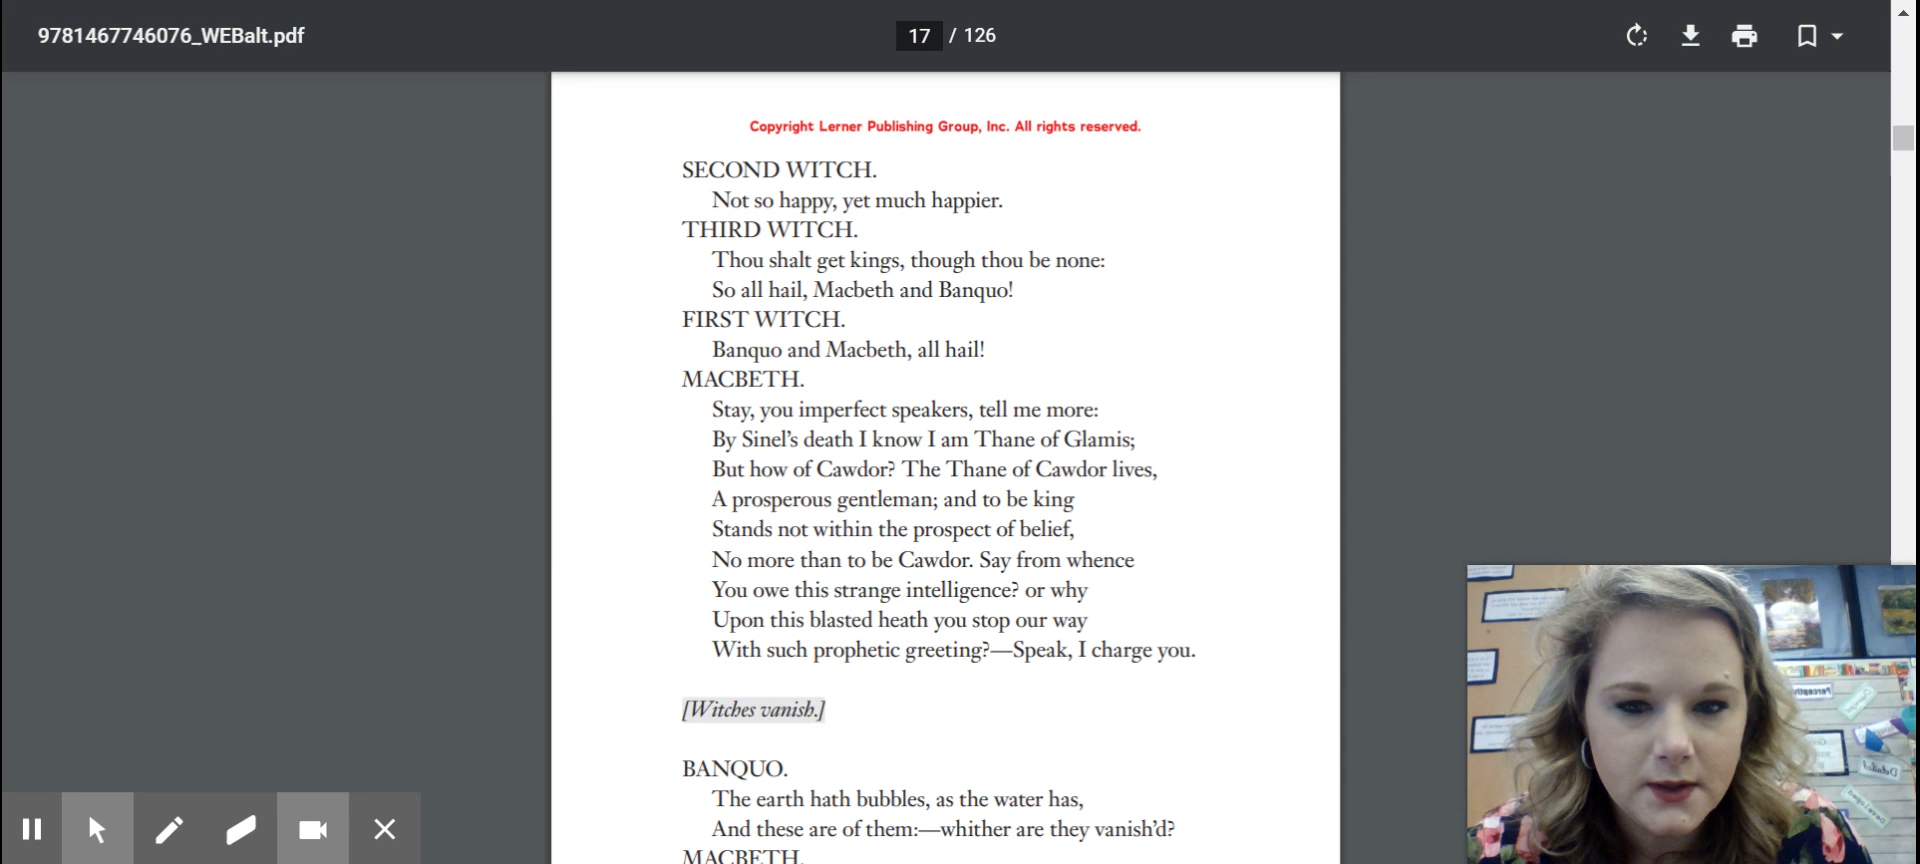 9781467746076_WEBalt.pdf
17 / 126
Copyright Lerner Publishing Group, Inc. All rights reserved.
SECOND WITCH.
Not so happy, yet much happier.
THIRD WITCH.
Thou shalt get kings, though thou be none:
So all hail, Macbeth and Banquo!
FIRST WITCH.
Banquo and Macbeth, all hail!
MACBETH.
Stay, you imperfect speakers, tell me more:
By Sinel’s death I know I am Thane of Glamis;
But how of Cawdor? The Thane of Cawdor lives,
A prosperous gentleman; and to be king
Stands not within the prospect of belief,
No more than to be Cawdor. Say from whence
You owe this strange intelligence? or why
Upon this blasted heath you stop our way
With such prophetic greeting?—Speak, I charge you.
[Witches vanish.]
BANQUO.
The earth hath bubbles, as the water has,
And these are of them:—whither are they vanish’d?
MACBETH.
Detailed
Developed